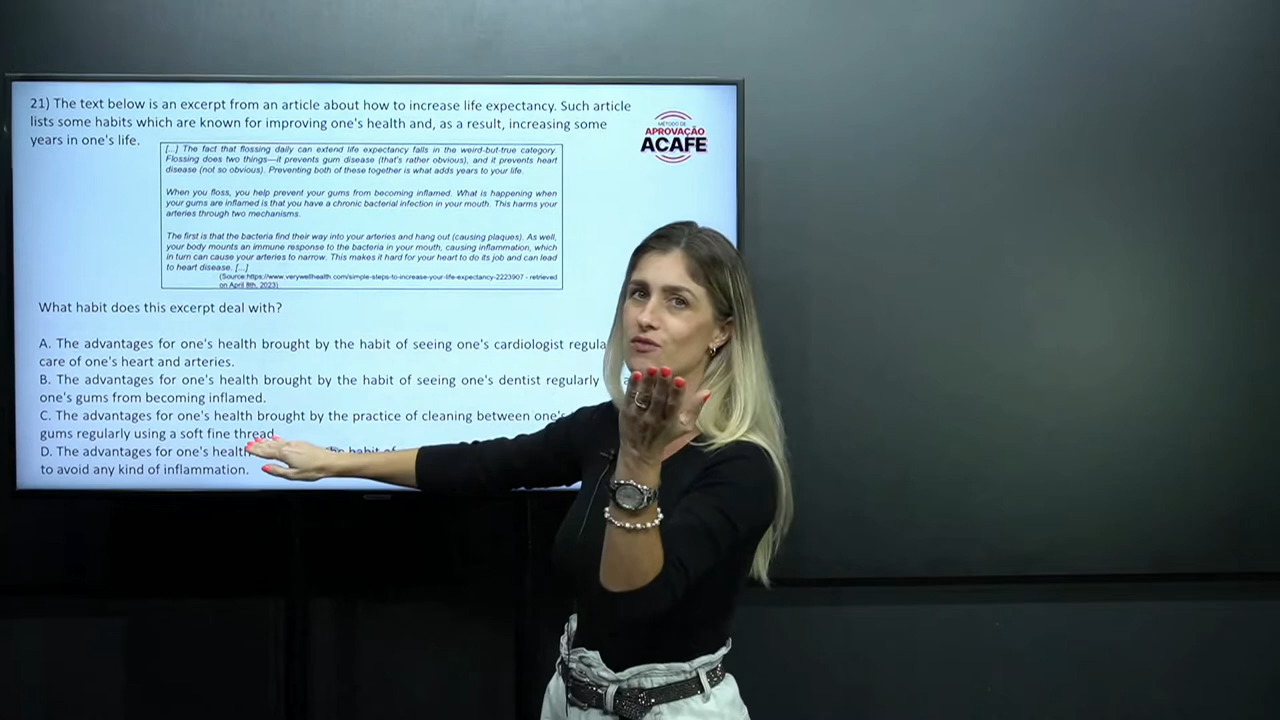 21) The text below is an excerpt from an article about how to increase life expectancy. Such article
lists some habits which are known for improving one's health and, as a result, increasing some
years in one's life.
MÉTODO DE
APROVAÇÃO
ACAFE
[...] The fact that flossing daily can extend life expectancy falls in the weird-but-true category.
Flossing does two things—it prevents gum disease (that's rather obvious), and it prevents heart
disease (not so obvious). Preventing both of these together is what adds years to your life.
When you floss, you help prevent your gums from becoming inflamed. What is happening when
your gums are inflamed is that you have a chronic bacterial infection in your mouth. This harms your
arteries through two mechanisms.
The first is that the bacteria find their way into your arteries and hang out (causing plaques). As well,
your body mounts an immune response to the bacteria in your mouth, causing inflammation, which
in turn can cause your arteries to narrow. This makes it hard for your heart to do its job and can lead
to heart disease. [...]
(Source:https://www.verywellhealth.com/simple-steps-to-increase-your-life-expectancy-2223907 - retrieved
on April 8th, 2023)
What habit does this excerpt deal with?
A. The advantages for one's health brought by the habit of seeing one's cardiologist
care of one's heart and arteries.
B. The advantages for one's health brought by the habit of seeing one's dentist regularly
one's gums from becoming inflamed.
C. The advantages for one's health brought by the practice of cleaning between one's
gums regularly using a soft fine thread.
D. The advantages for one's health habit of
to avoid any kind of inflammation.